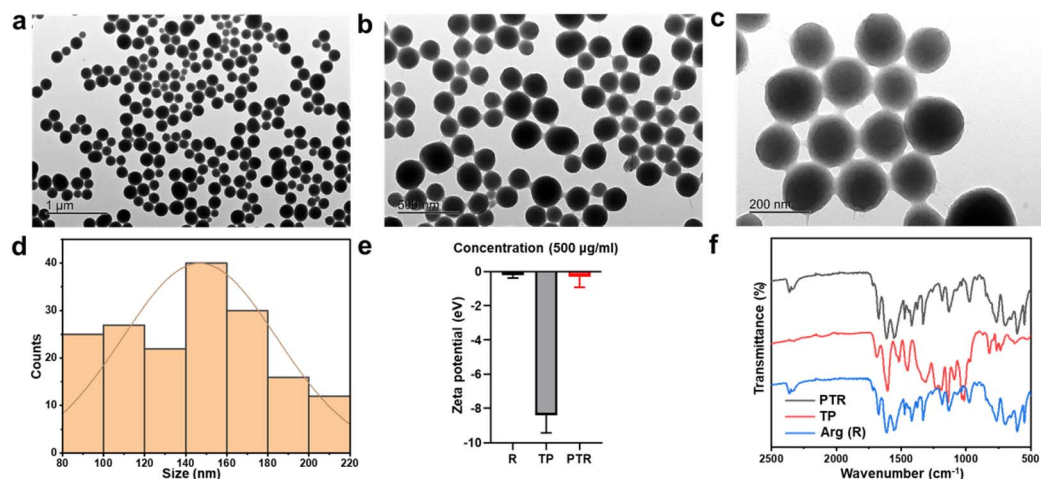 a
b
c
1 µm
500 nm
200 nm
d
Counts
40
30
20
10
0
80
100
120
140
160
180
200
220
Size (nm)
e
Concentration (500 µg/ml)
Zeta potential (eV)
0
-2
-4
-6
-8
-10
R
TP
PTR
f
Transmittance (%)
PTR
TP
Arg (R)
2500
2000
1500
1000
500
Wavenumber (cm⁻¹)